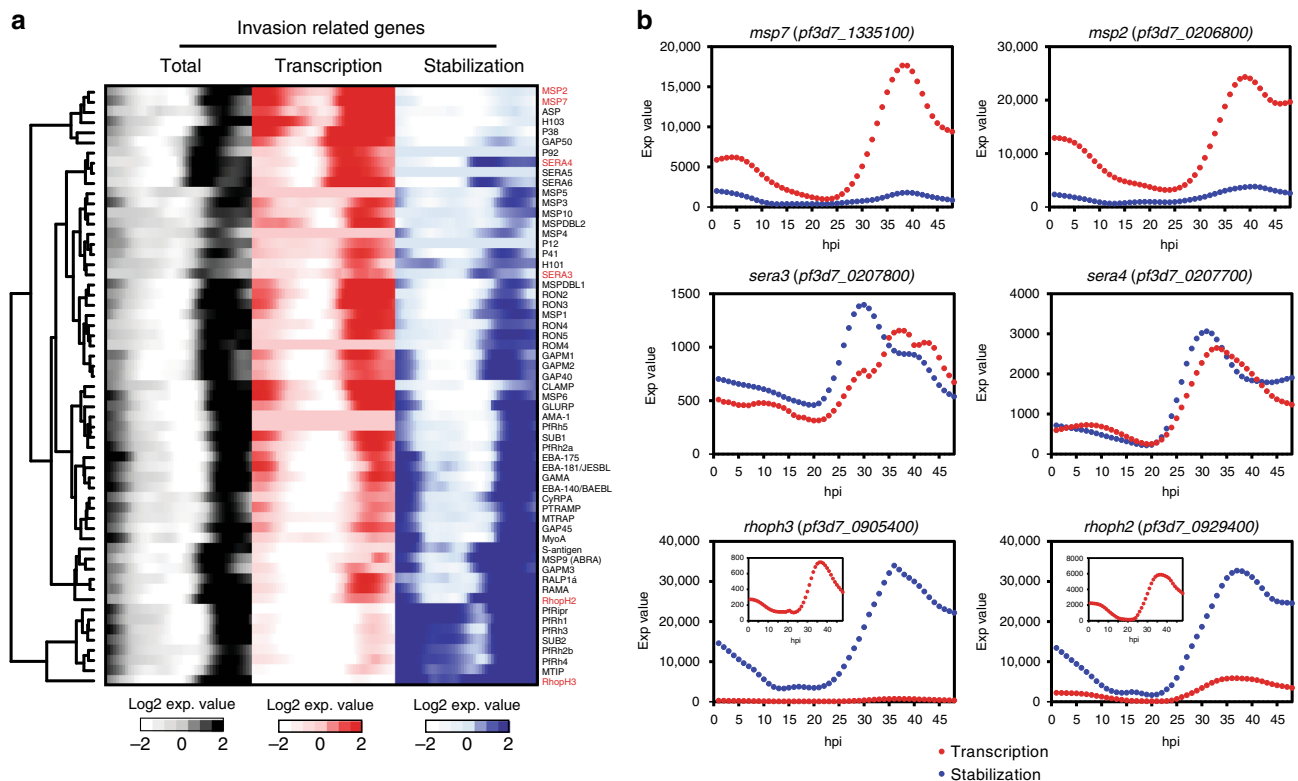 a
Invasion related genes
Total Transcription Stabilization
MSP2
MSP7
ASP
H103
P38
GAP50
P92
SERA4
SERA5
SERA6
MSP5
MSP3
MSP10
MSPDBL2
MSP4
P12
P41
H101
SERA3
MSPDBL1
RON2
RON3
MSP1
RON4
RON5
ROM4
GAPM1
GAPM2
GAP40
CLAMP
MSP6
GLURP
AMA-1
PfRh5
SUB1
PfRh2a
EBA-175
EBA-181/JESBL
GAMA
EBA-140/BAEBL
CyRPA
PTRAMP
MTRAP
GAP45
MyoA
S-antigen
MSP9 (ABRA)
GAPM3
RALP1á
RAMA
RhopH2
PfRipr
PfRh1
PfRh3
SUB2
PfRh2b
PfRh4
MTIP
RhopH3
Log2 exp. value Log2 exp. value Log2 exp. value
−2 0 2 −2 0 2 −2 0 2
b
msp7 (pf3d7_1335100)
20,000
15,000
10,000
5000
0
Exp value
0 5 10 15 20 25 30 35 40 45
hpi
msp2 (pf3d7_0206800)
30,000
20,000
10,000
0
Exp value
0 5 10 15 20 25 30 35 40 45
hpi
sera3 (pf3d7_0207800)
1500
1000
500
0
Exp value
0 5 10 15 20 25 30 35 40 45
hpi
sera4 (pf3d7_0207700)
4000
3000
2000
1000
0
Exp value
0 5 10 15 20 25 30 35 40 45
hpi
rhoph3 (pf3d7_0905400)
40,000
30,000
20,000
10,000
0
Exp value
800
600
400
200
0
0 10 20 30 40
hpi
0 5 10 15 20 25 30 35 40 45
hpi
rhoph2 (pf3d7_0929400)
40,000
30,000
20,000
10,000
0
Exp value
8000
6000
4000
2000
0
0 10 20 30 40
hpi
0 5 10 15 20 25 30 35 40 45
hpi
Transcription
Stabilization